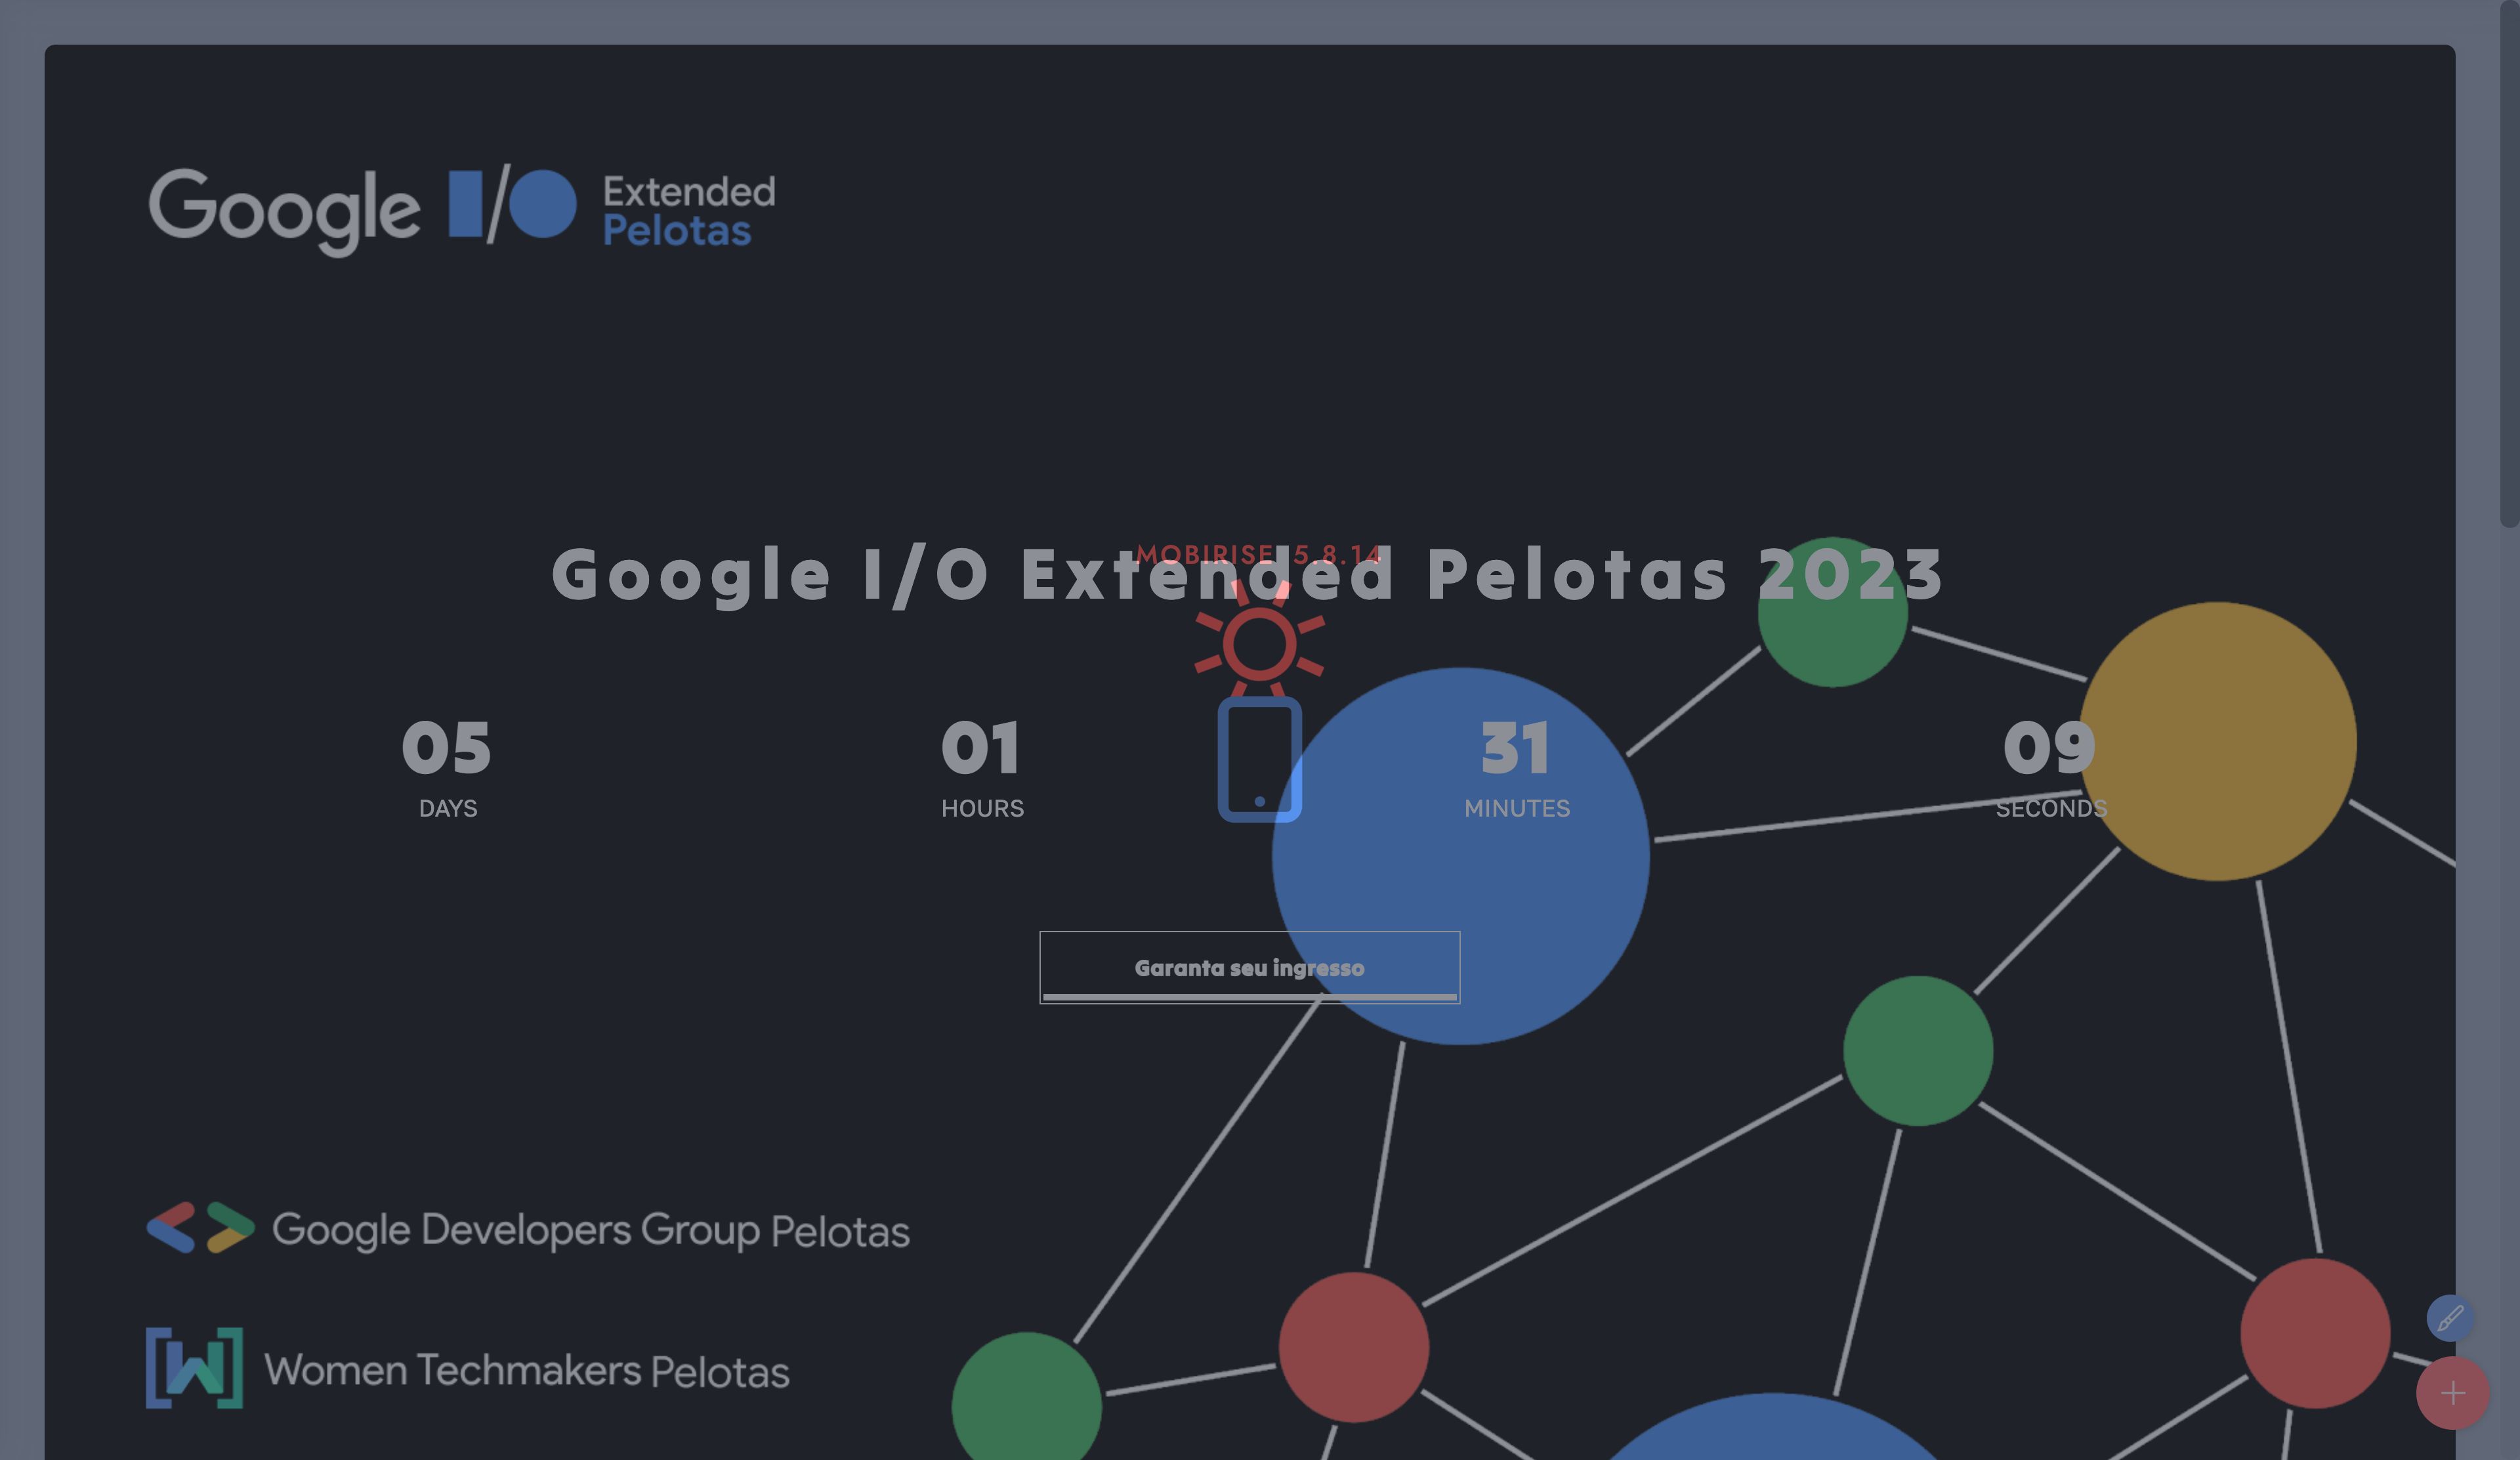 Google I/O Extended
Pelotas
MOBIRISE 5.8.14
Google I/O Extended Pelotas 2023
05 01 31 09
DAYS HOURS MINUTES SECONDS
Garanta seu ingresso
Google Developers Group Pelotas
Women Techmakers Pelotas